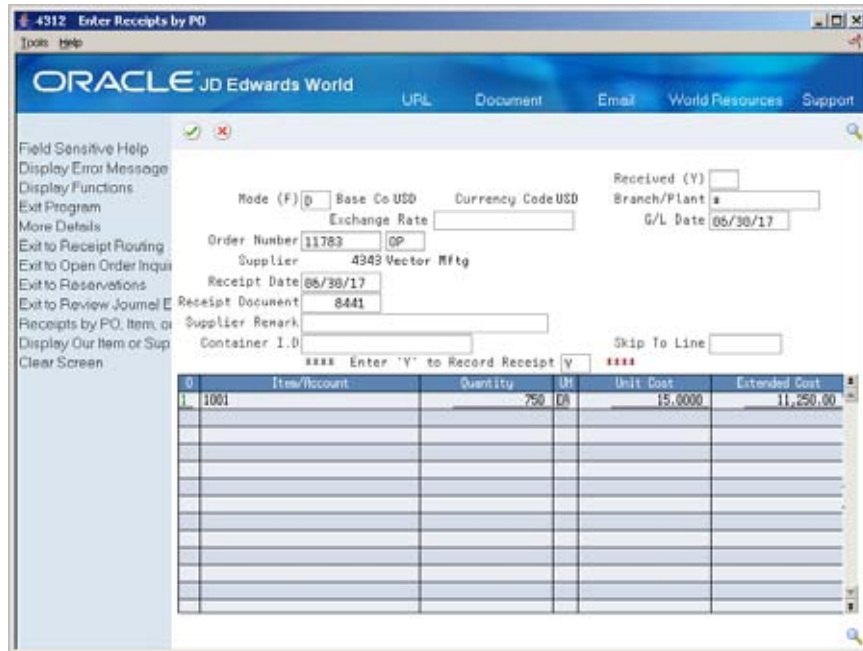 4312 Enter Receipts by PO
Tools Help
ORACLE JD Edwards World
URL Document Email World Resources Support
Field Sensitive Help
Display Error Message
Display Functions
Exit Program
More Details
Exit to Receipt Routing
Exit to Open Order Inqui
Exit to Reservations
Exit to Review Journel E
Receipts by PO, Item, or
Display Our Item or Sup
Clear Screen
Received (Y)
Mode (F) D Base Co USD Currency Code USD Branch/Plant *
Exchange Rate G/L Date 06/30/17
Order Number 11783 OP
Supplier 4343 Vector Mftg
Receipt Date 06/30/17
Receipt Document 8441
Supplier Remark
Container I.D Skip To Line
**** Enter 'Y' to Record Receipt Y ****
O Item/Account Quantity UM Unit Cost Extended Cost
1 1001 750 EA 15.0000 11,250.00